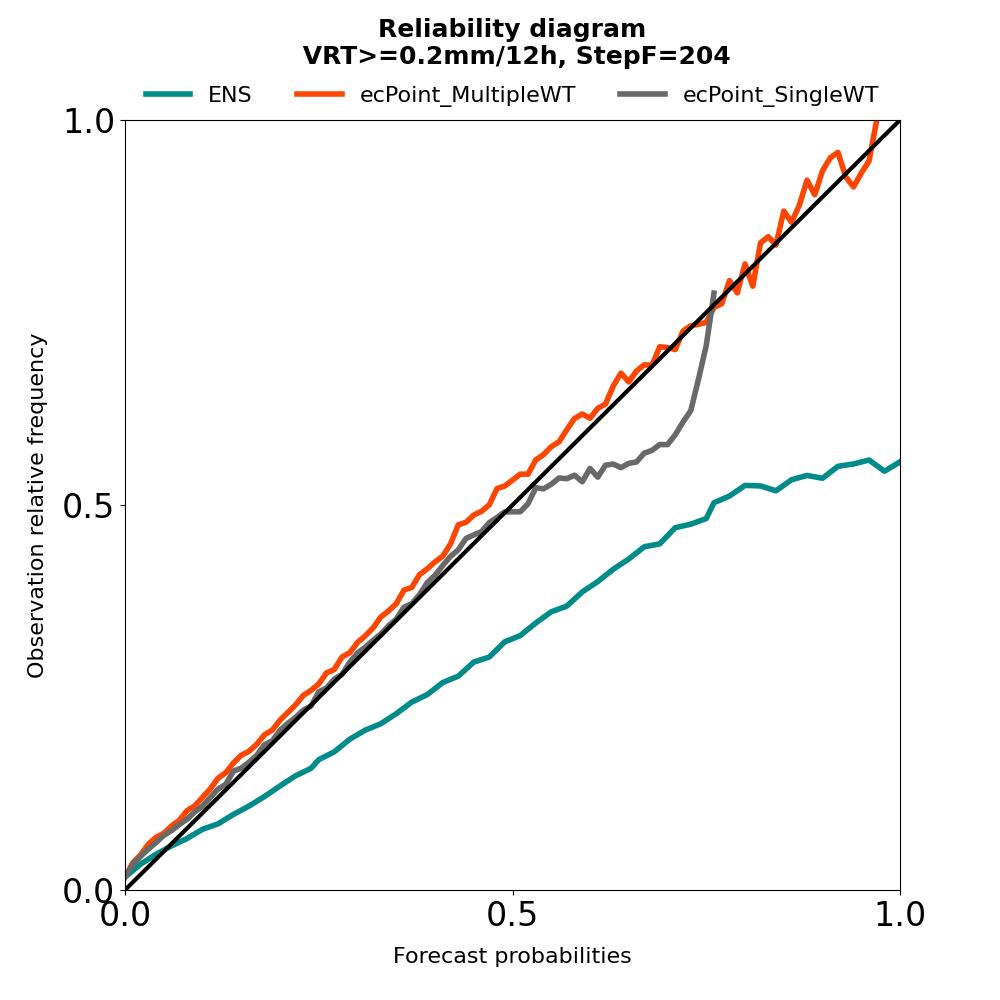 Reliability diagram
VRT>=0.2mm/12h, StepF=204
ENS ecPoint_MultipleWT ecPoint_SingleWT
1.0
0.5
0.0
Observation relative frequency
0.0 0.5 1.0
Forecast probabilities